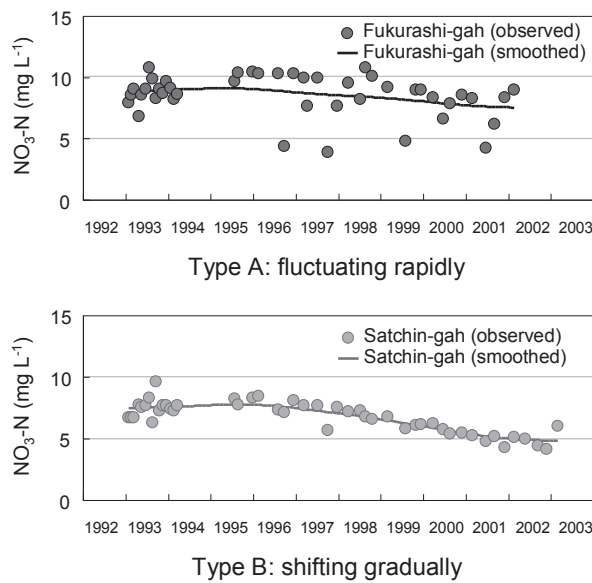 15
Fukurashi-gah (observed)
Fukurashi-gah (smoothed)
10
5
0
NO₃-N (mg L⁻¹)
1992 1993 1994 1995 1996 1997 1998 1999 2000 2001 2002 2003
Type A: fluctuating rapidly
15
Satchin-gah (observed)
Satchin-gah (smoothed)
10
5
0
NO₃-N (mg L⁻¹)
1992 1993 1994 1995 1996 1997 1998 1999 2000 2001 2002 2003
Type B: shifting gradually